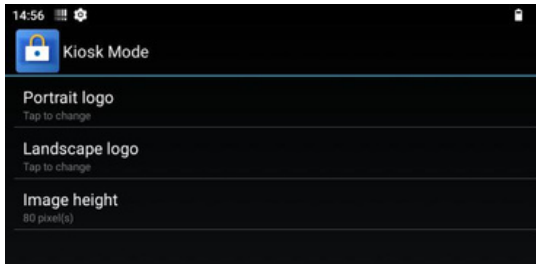 14:56
Kiosk Mode
Portrait logo
Tap to change
Landscape logo
Tap to change
Image height
80 pixel(s)